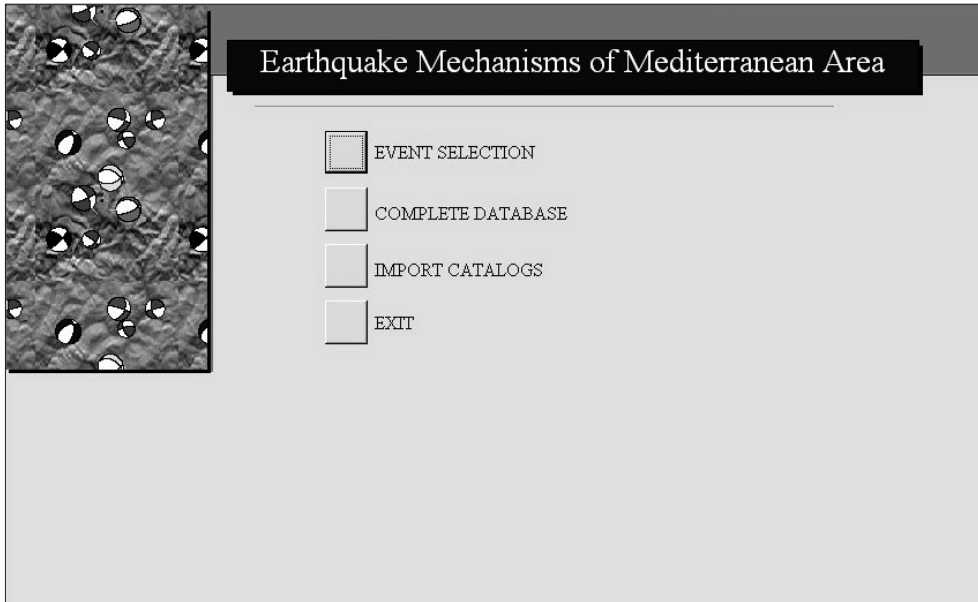 Earthquake Mechanisms of Mediterranean Area
EVENT SELECTION
COMPLETE DATABASE
IMPORT CATALOGS
EXIT